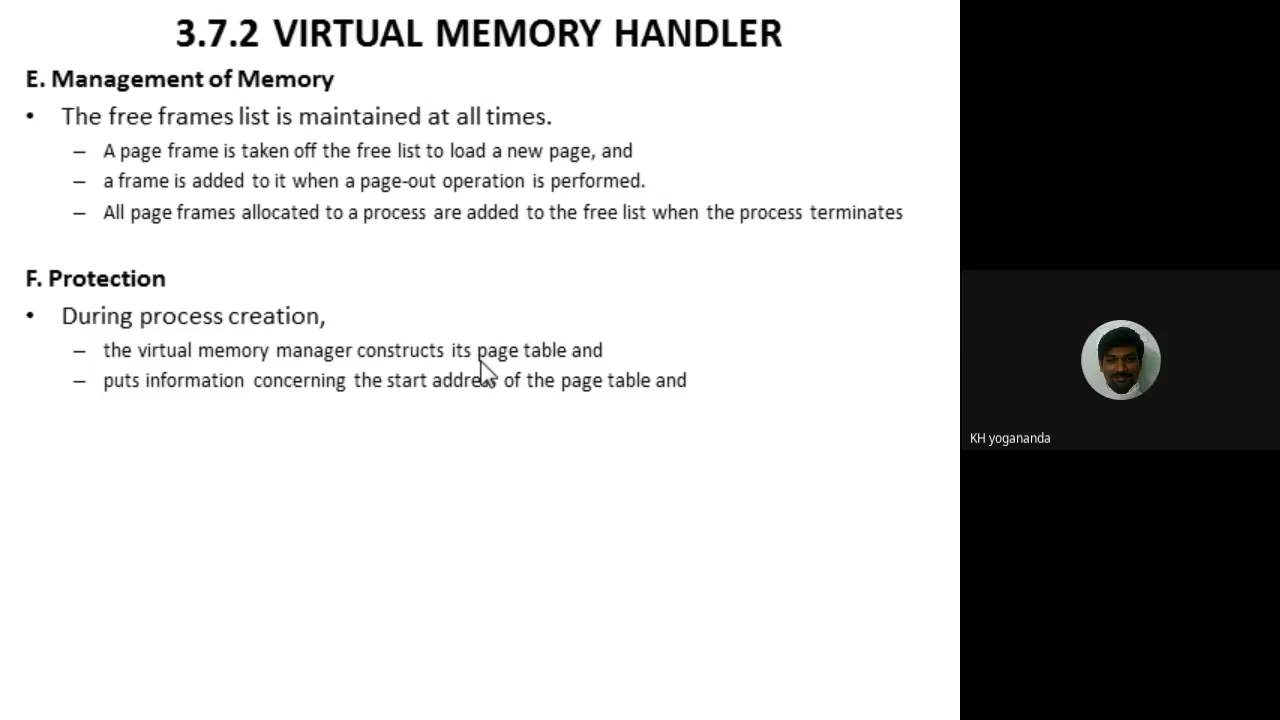 3.7.2 VIRTUAL MEMORY HANDLER
E. Management of Memory
• The free frames list is maintained at all times.
– A page frame is taken off the free list to load a new page, and
– a frame is added to it when a page-out operation is performed.
– All page frames allocated to a process are added to the free list when the process terminates
F. Protection
• During process creation,
– the virtual memory manager constructs its page table and
– puts information concerning the start address of the page table and
KH yogananda